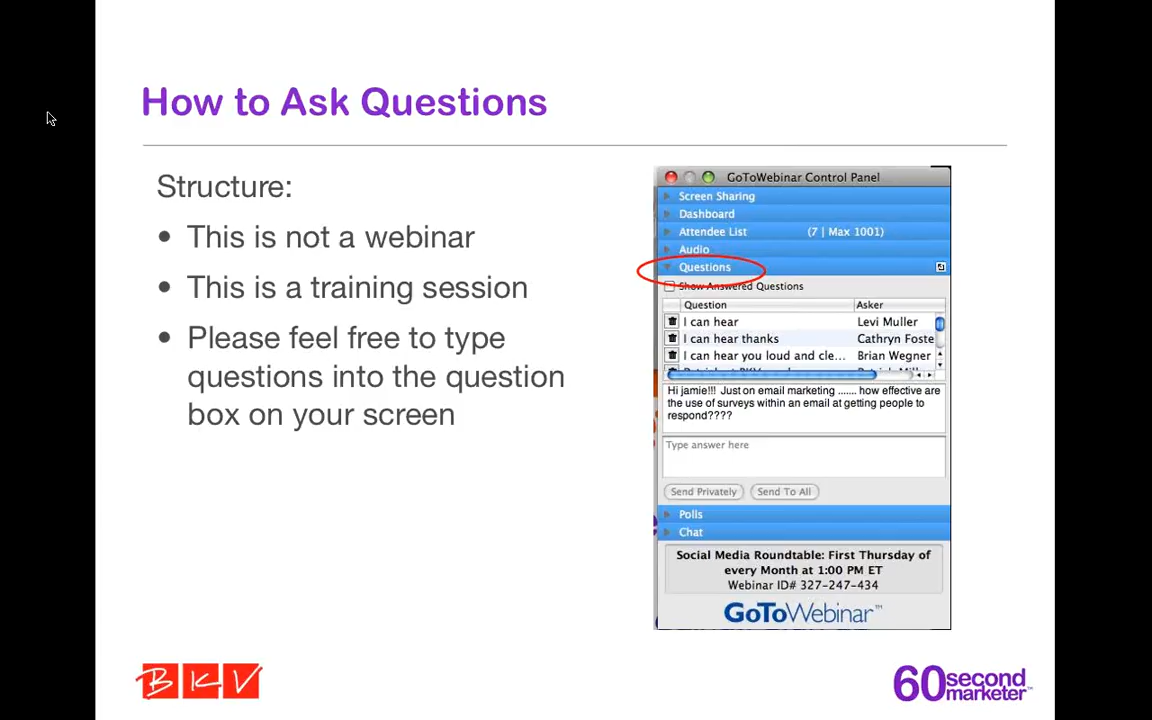 How to Ask Questions
Structure:
• This is not a webinar
• This is a training session
• Please feel free to type
questions into the question
box on your screen
GoToWebinar Control Panel
Screen Sharing
Dashboard
Attendee List (7 | Max 1001)
Audio
Questions
Show Answered Questions
Question Asker
I can hear Levi Muller
I can hear thanks Cathryn Foste
I can hear you loud and cle... Brian Wegner
Hi jamie!!! Just on email marketing ....... how effective are
the use of surveys within an email at getting people to
respond????
Type answer here
Send Privately Send To All
Polls
Chat
Social Media Roundtable: First Thursday of
every Month at 1:00 PM ET
Webinar ID# 327-247-434
GoToWebinar™
BKV
60second
marketer™